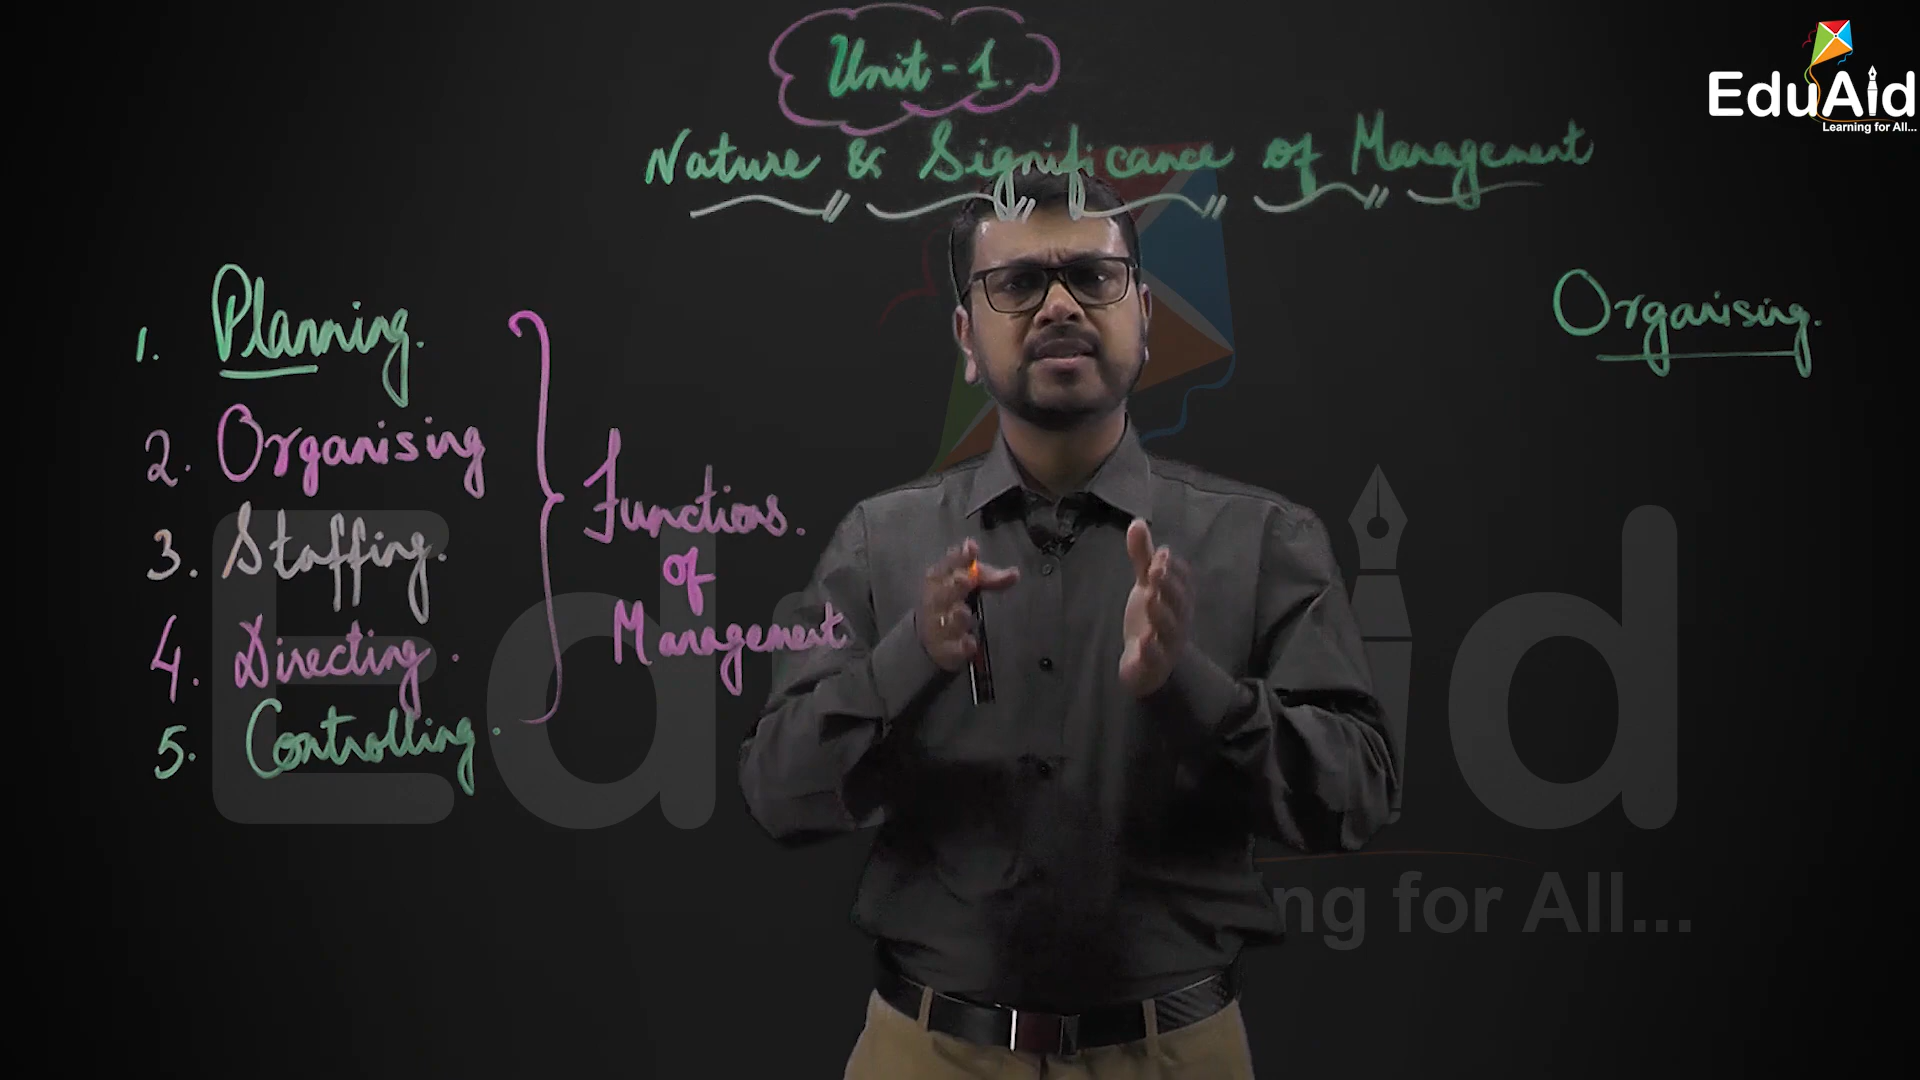 Unit-1.
Nature & Significance of Management
EduAid
Learning for All...
1. Planning.
2. Organising
3. Staffing.
4. Directing.
5. Controlling.
Functions.
of
Management
Organising.
ng for All...